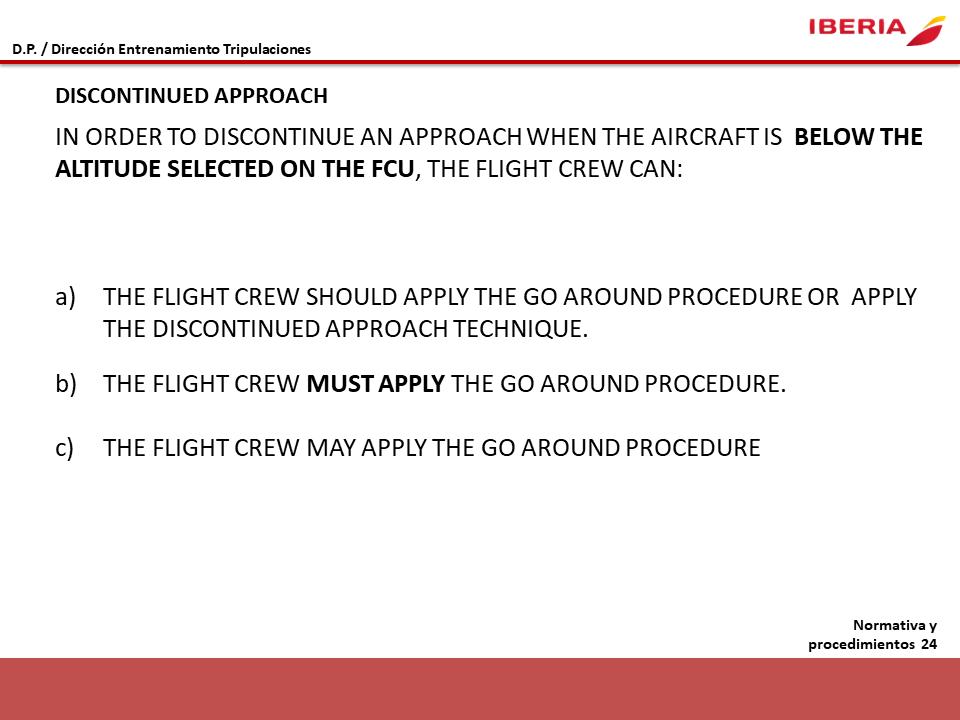 IBERIA
D.P. / Dirección Entrenamiento Tripulaciones
DISCONTINUED APPROACH
IN ORDER TO DISCONTINUE AN APPROACH WHEN THE AIRCRAFT IS BELOW THE
ALTITUDE SELECTED ON THE FCU, THE FLIGHT CREW CAN:
a) THE FLIGHT CREW SHOULD APPLY THE GO AROUND PROCEDURE OR APPLY
THE DISCONTINUED APPROACH TECHNIQUE.
b) THE FLIGHT CREW MUST APPLY THE GO AROUND PROCEDURE.
c) THE FLIGHT CREW MAY APPLY THE GO AROUND PROCEDURE
Normativa y
procedimientos 24